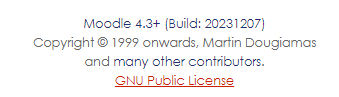 Moodle 4.3+ (Build: 20231207)
Copyright © 1999 onwards, Martin Dougiamas
and many other contributors.
GNU Public License